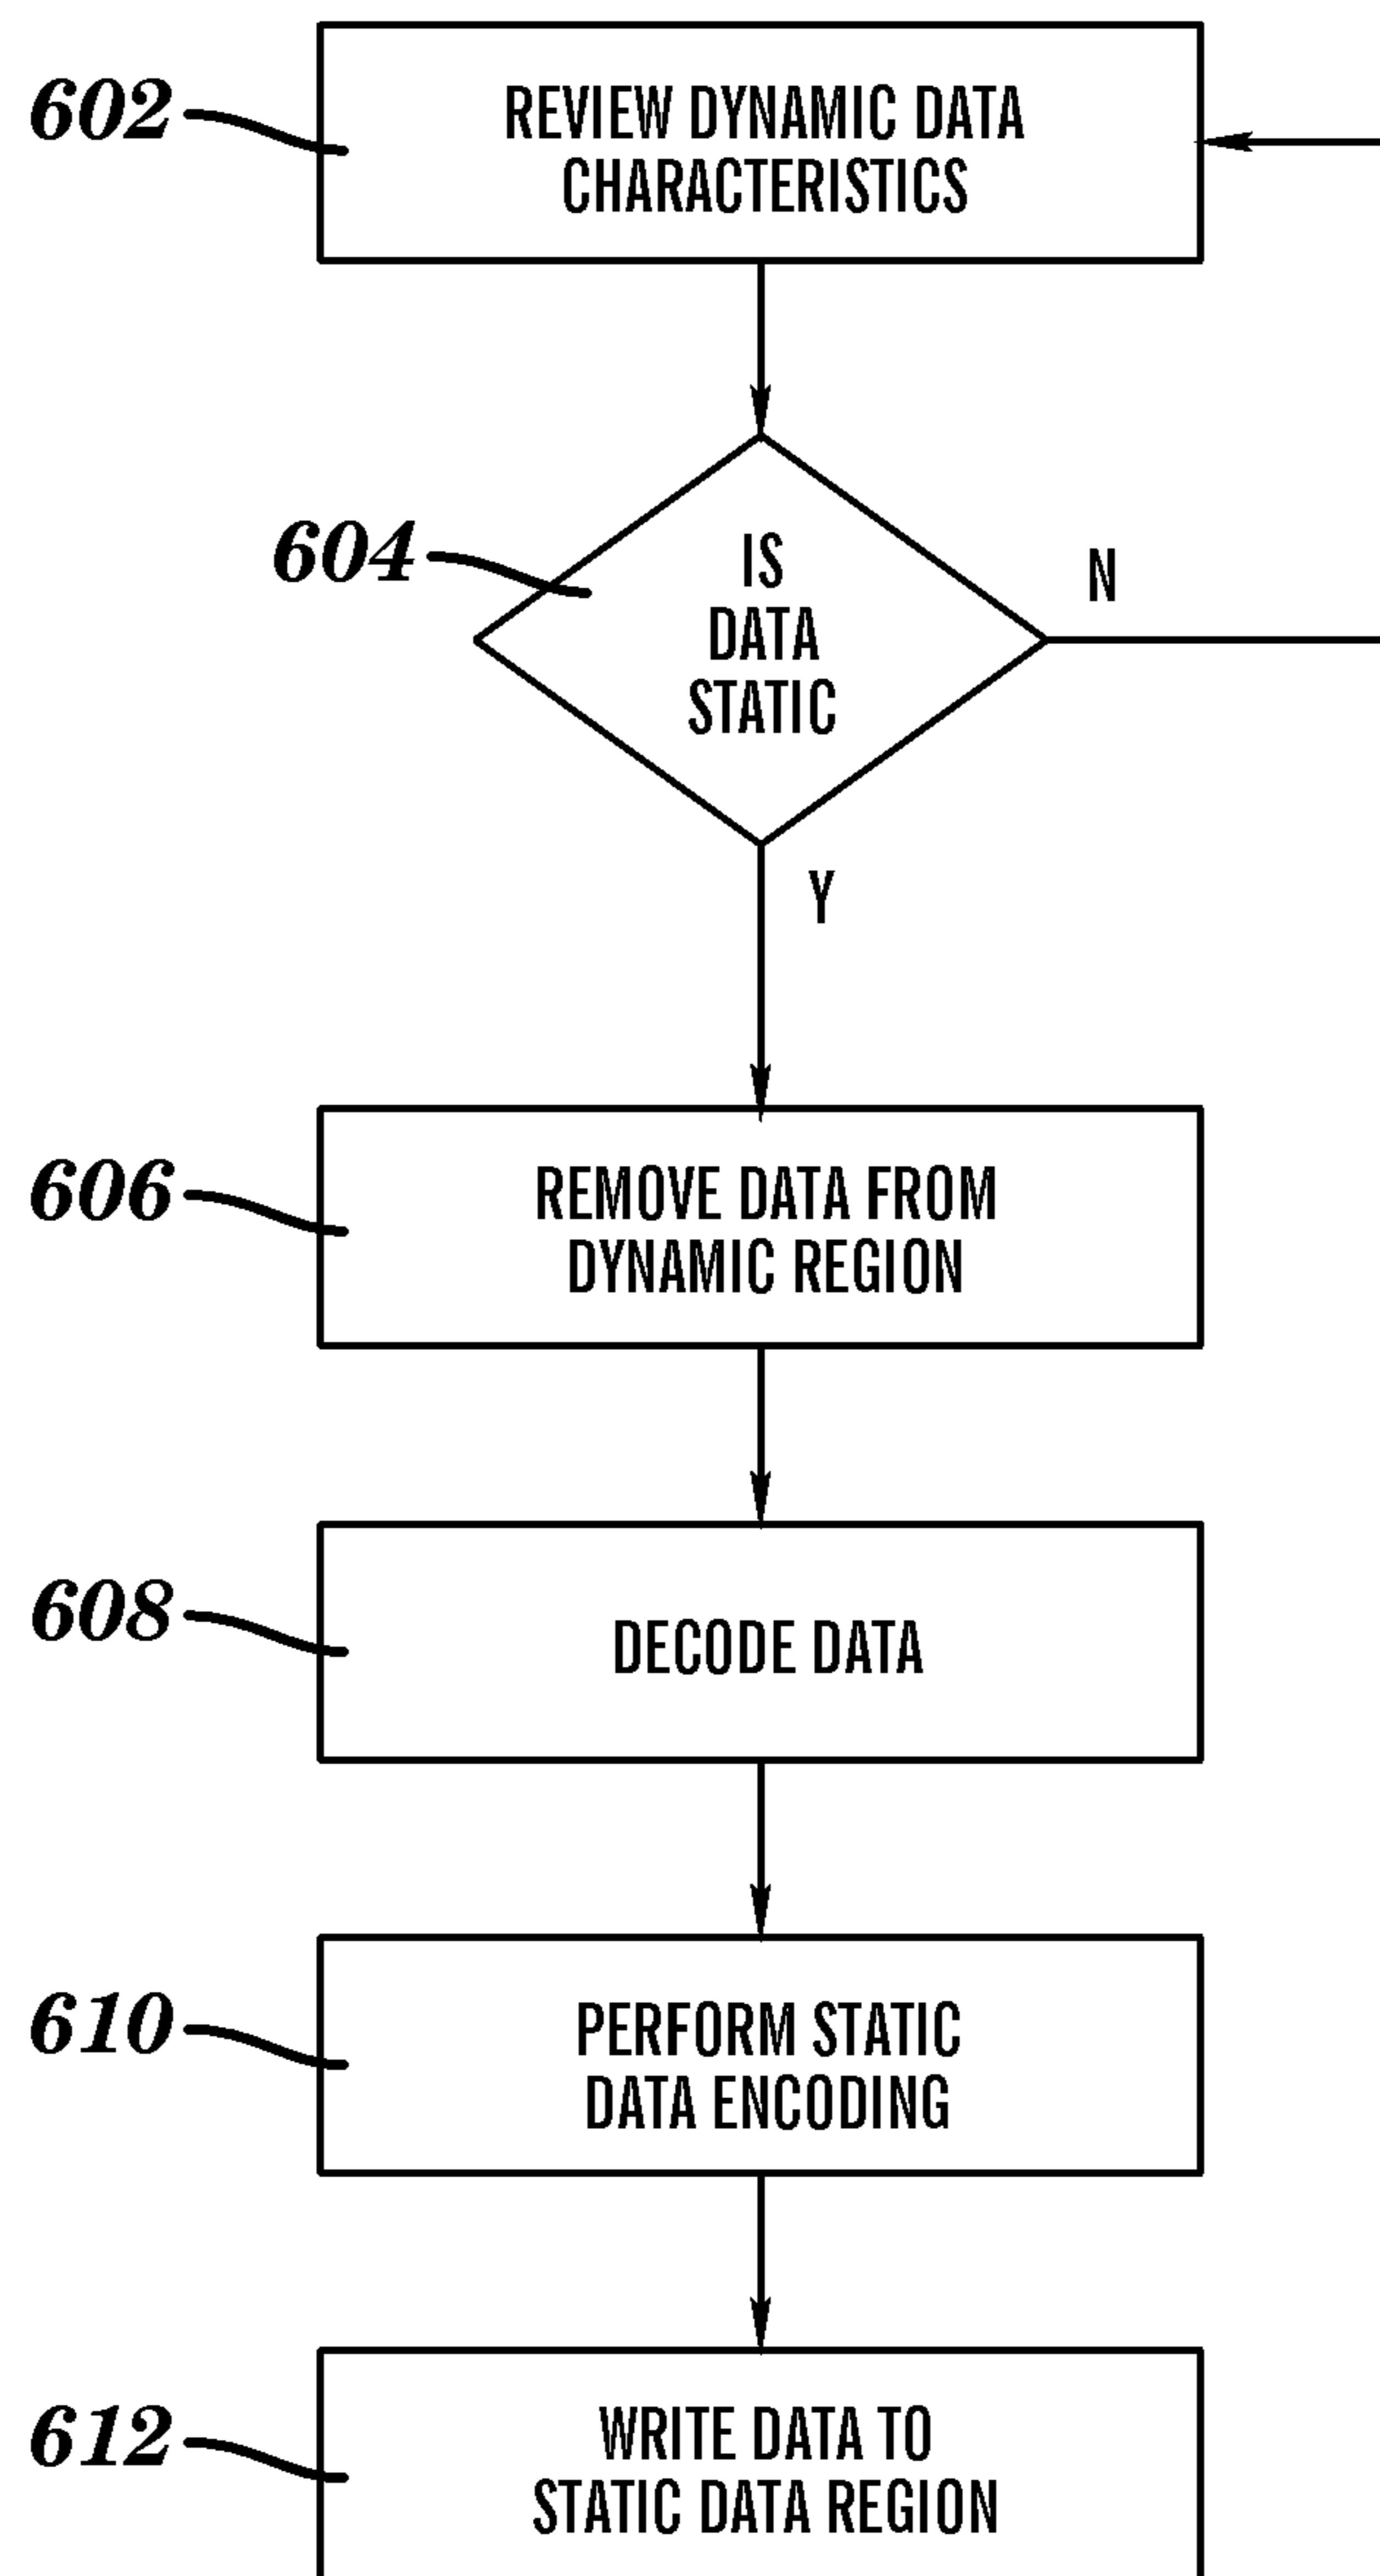 602
REVIEW DYNAMIC DATA
CHARACTERISTICS
604
IS
DATA
STATIC
N
Y
606
REMOVE DATA FROM
DYNAMIC REGION
608
DECODE DATA
610
PERFORM STATIC
DATA ENCODING
612
WRITE DATA TO
STATIC DATA REGION